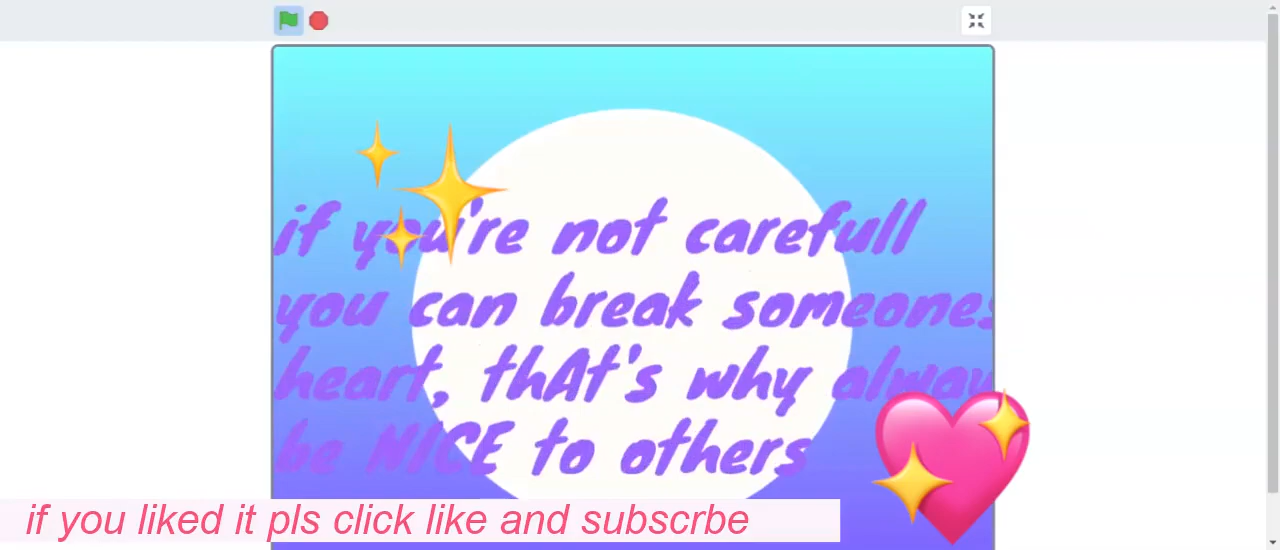 if you're not carefull
you can break someones
heart, thAt's why alway
be NICE to others
if you liked it pls click like and subscrbe